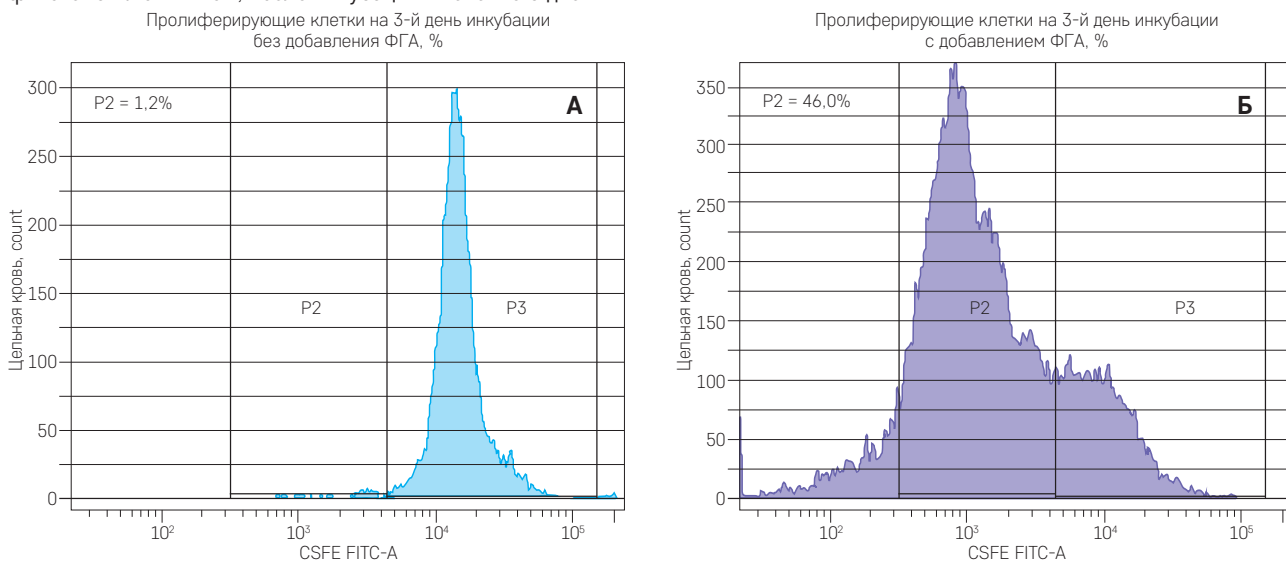 Пролиферирующие клетки на 3-й день инкубации
без добавления ФГА, %
300
250
200
150
100
50
0
Цельная кровь, count
P2 = 1,2%
А
P2
P3
10²
10³
10⁴
10⁵
CSFE FITC-A
Пролиферирующие клетки на 3-й день инкубации
с добавлением ФГА, %
350
300
250
200
150
100
50
0
Цельная кровь, count
P2 = 46,0%
Б
P2
P3
10²
10³
10⁴
10⁵
CSFE FITC-A